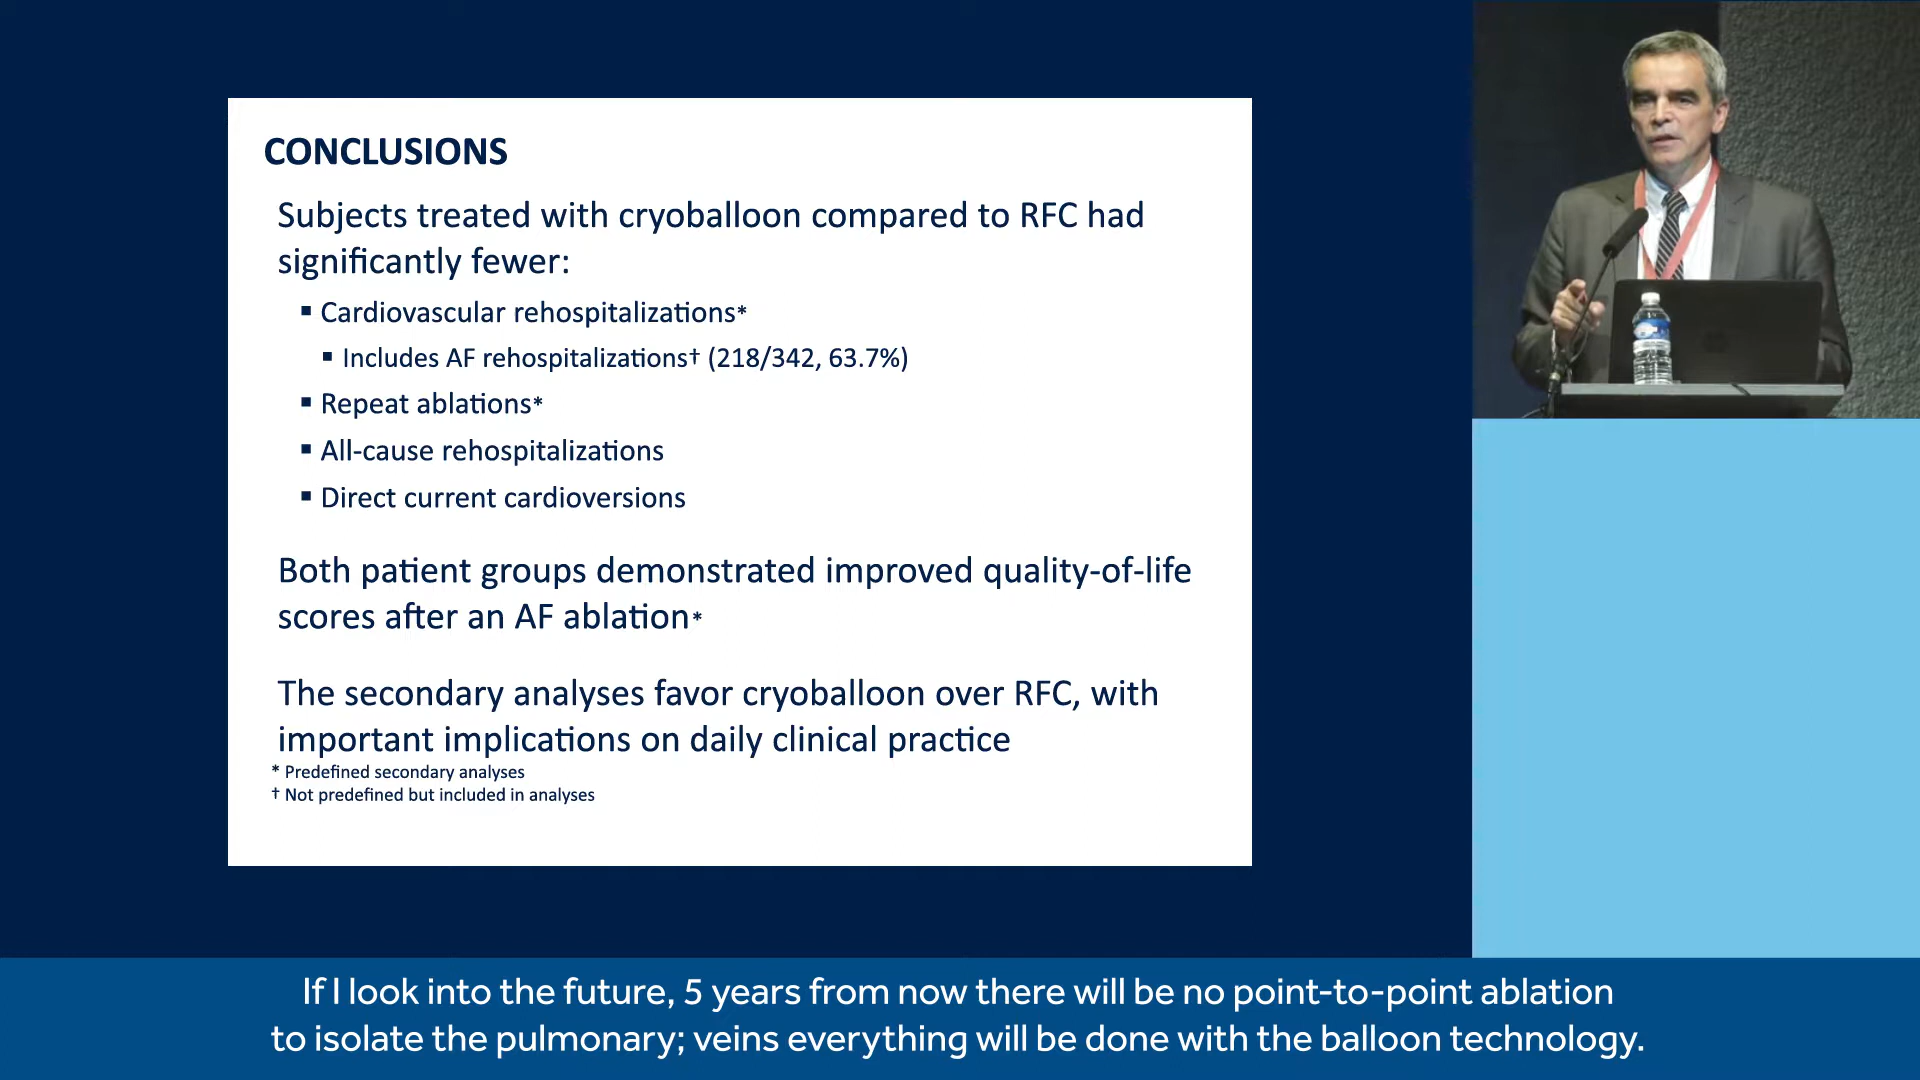 CONCLUSIONS
Subjects treated with cryoballoon compared to RFC had
significantly fewer:
▪ Cardiovascular rehospitalizations*
▪ Includes AF rehospitalizations† (218/342, 63.7%)
▪ Repeat ablations*
▪ All-cause rehospitalizations
▪ Direct current cardioversions
Both patient groups demonstrated improved quality-of-life
scores after an AF ablation*
The secondary analyses favor cryoballoon over RFC, with
important implications on daily clinical practice
* Predefined secondary analyses
† Not predefined but included in analyses
If I look into the future, 5 years from now there will be no point-to-point ablation
to isolate the pulmonary; veins everything will be done with the balloon technology.